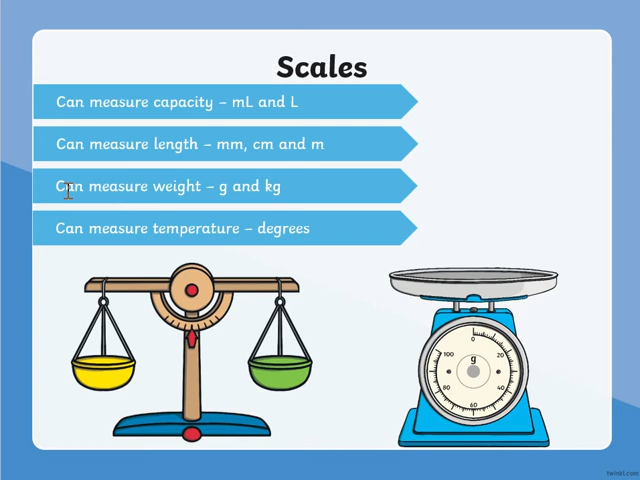 Scales
Can measure capacity – mL and L
Can measure length – mm, cm and m
Can measure weight – g and kg
Can measure temperature – degrees
0
100
g
20
80
40
60
twinkl.com